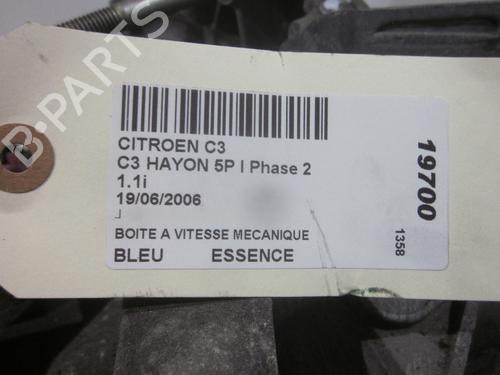 B-PARTS
CITROEN C3
C3 HAYON 5P I Phase 2
1.1i
19/06/2006
BOITE A VITESSE MECANIQUE
BLEU ESSENCE
19700
1358